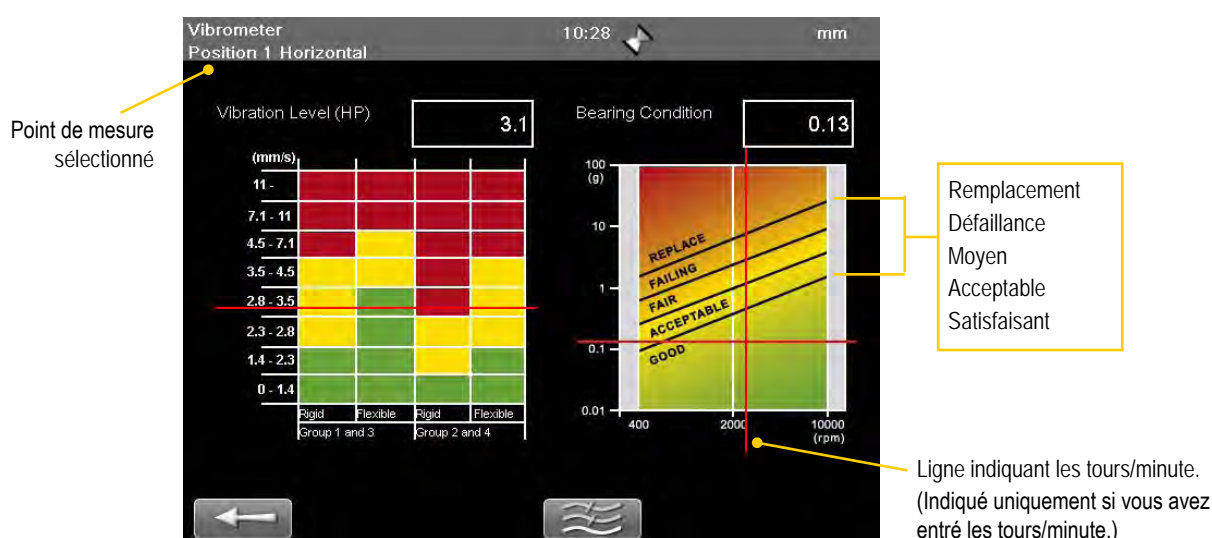 Vibrometer
Position 1 Horizontal
10:28
mm
Point de mesure
sélectionné
Vibration Level (HP)
3.1
(mm/s)
11 -
7.1 - 11
4.5 - 7.1
3.5 - 4.5
2.8 - 3.5
2.3 - 2.8
1.4 - 2.3
0 - 1.4
Rigid Flexible Rigid Flexible
Group 1 and 3 Group 2 and 4
Bearing Condition
0.13
100
(g)
10
1
0.1
0.01
REPLACE
FAILING
FAIR
ACCEPTABLE
GOOD
400 2000 10000
(rpm)
Remplacement
Défaillance
Moyen
Acceptable
Satisfaisant
Ligne indiquant les tours/minute.
(Indiqué uniquement si vous avez
entré les tours/minute.)